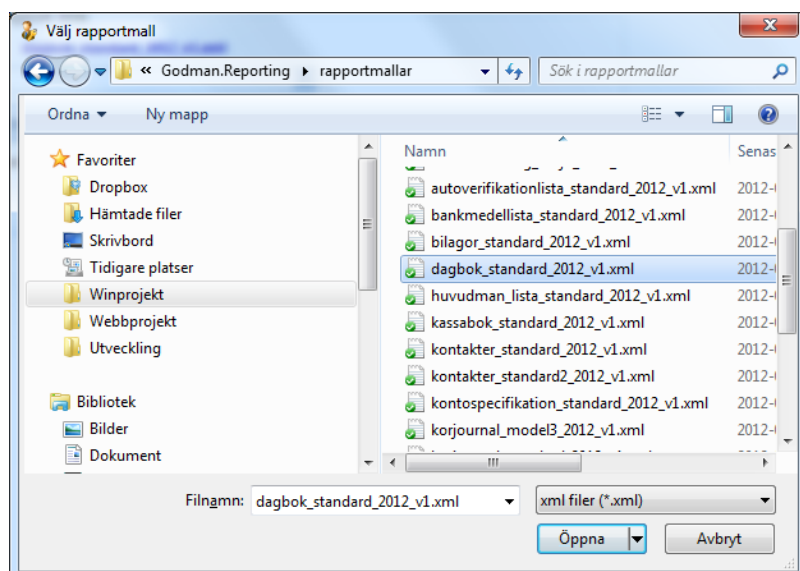 Välj rapportmall
« Godman.Reporting ▸ rapportmallar
Sök i rapportmallar
Ordna Ny mapp
Favoriter
Dropbox
Hämtade filer
Skrivbord
Tidigare platser
Winprojekt
Webbprojekt
Utveckling
Bibliotek
Bilder
Dokument
Namn Senas
autoverifikationlista_standard_2012_v1.xml 2012-
bankmedellista_standard_2012_v1.xml 2012-
bilagor_standard_2012_v1.xml 2012-
dagbok_standard_2012_v1.xml 2012-
huvudman_lista_standard_2012_v1.xml 2012-
kassabok_standard_2012_v1.xml 2012-
kontakter_standard_2012_v1.xml 2012-
kontakter_standard2_2012_v1.xml 2012-
kontospecifikation_standard_2012_v1.xml 2012-
korjournal_model3_2012_v1.xml 2012-
Filnamn: dagbok_standard_2012_v1.xml xml filer (*.xml)
Öppna Avbryt